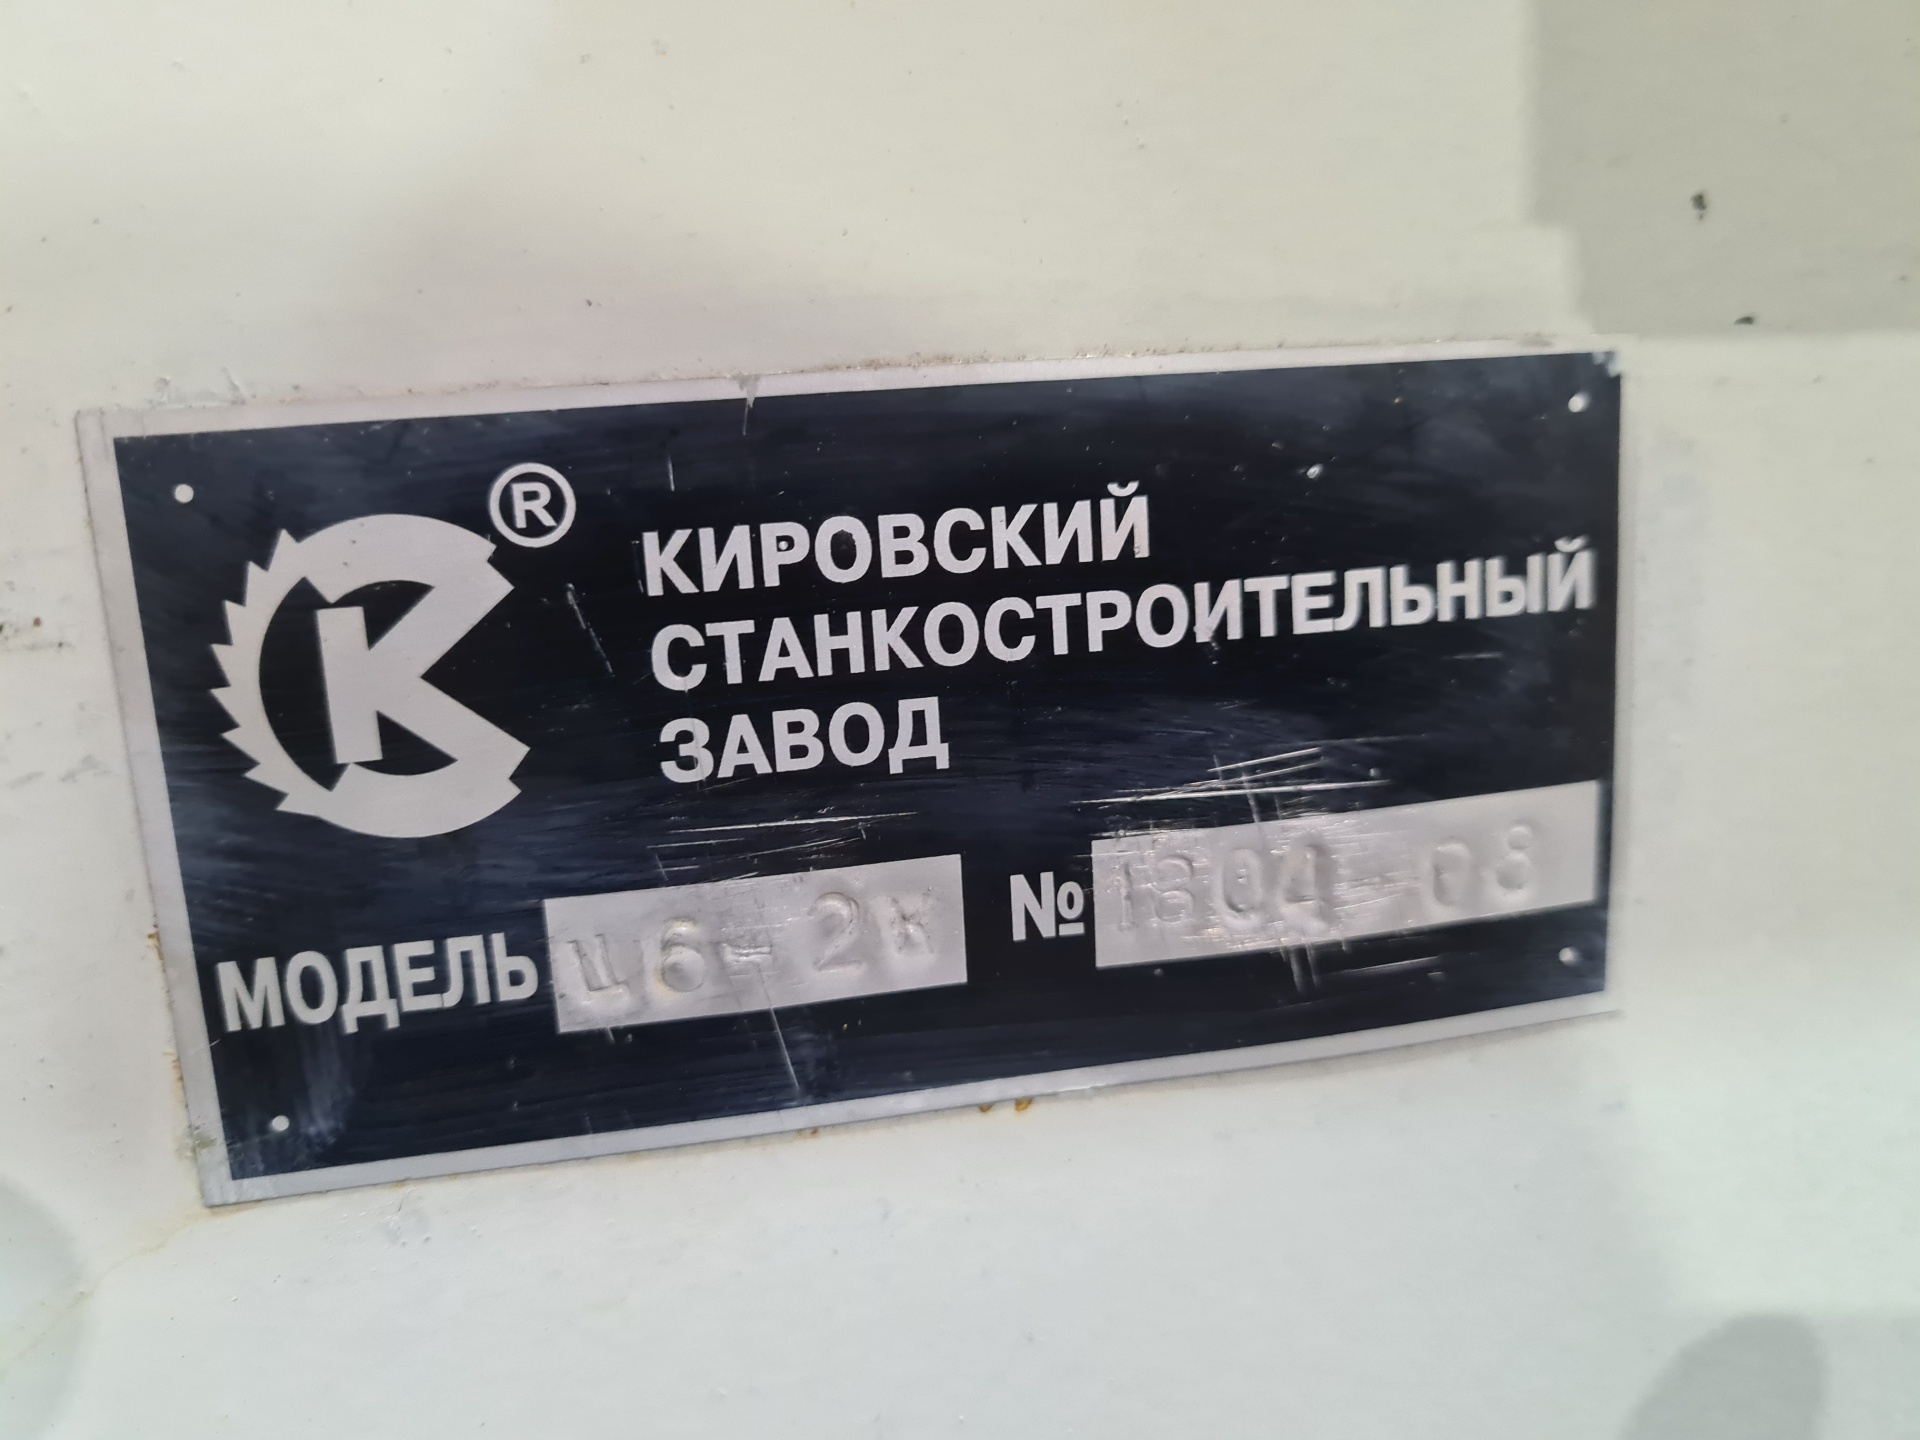 К ®
КИРОВСКИЙ
СТАНКОСТРОИТЕЛЬНЫЙ
ЗАВОД
МОДЕЛЬ Ц6-2К № 1804-08